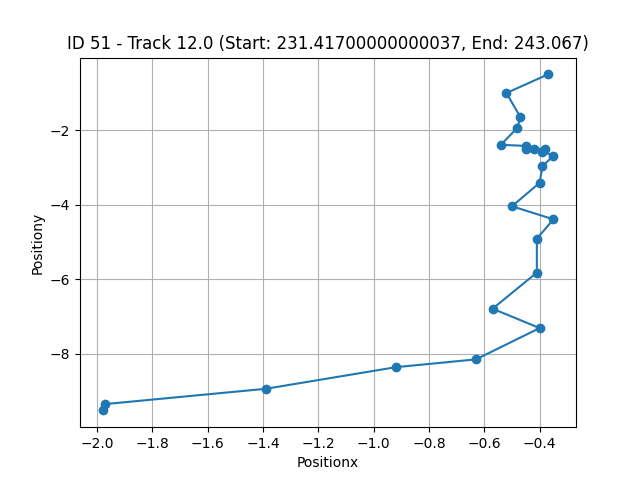 ID 51 - Track 12.0 (Start: 231.41700000000037, End: 243.067)
Positiony
−2
−4
−6
−8
−2.0 −1.8 −1.6 −1.4 −1.2 −1.0 −0.8 −0.6 −0.4
Positionx